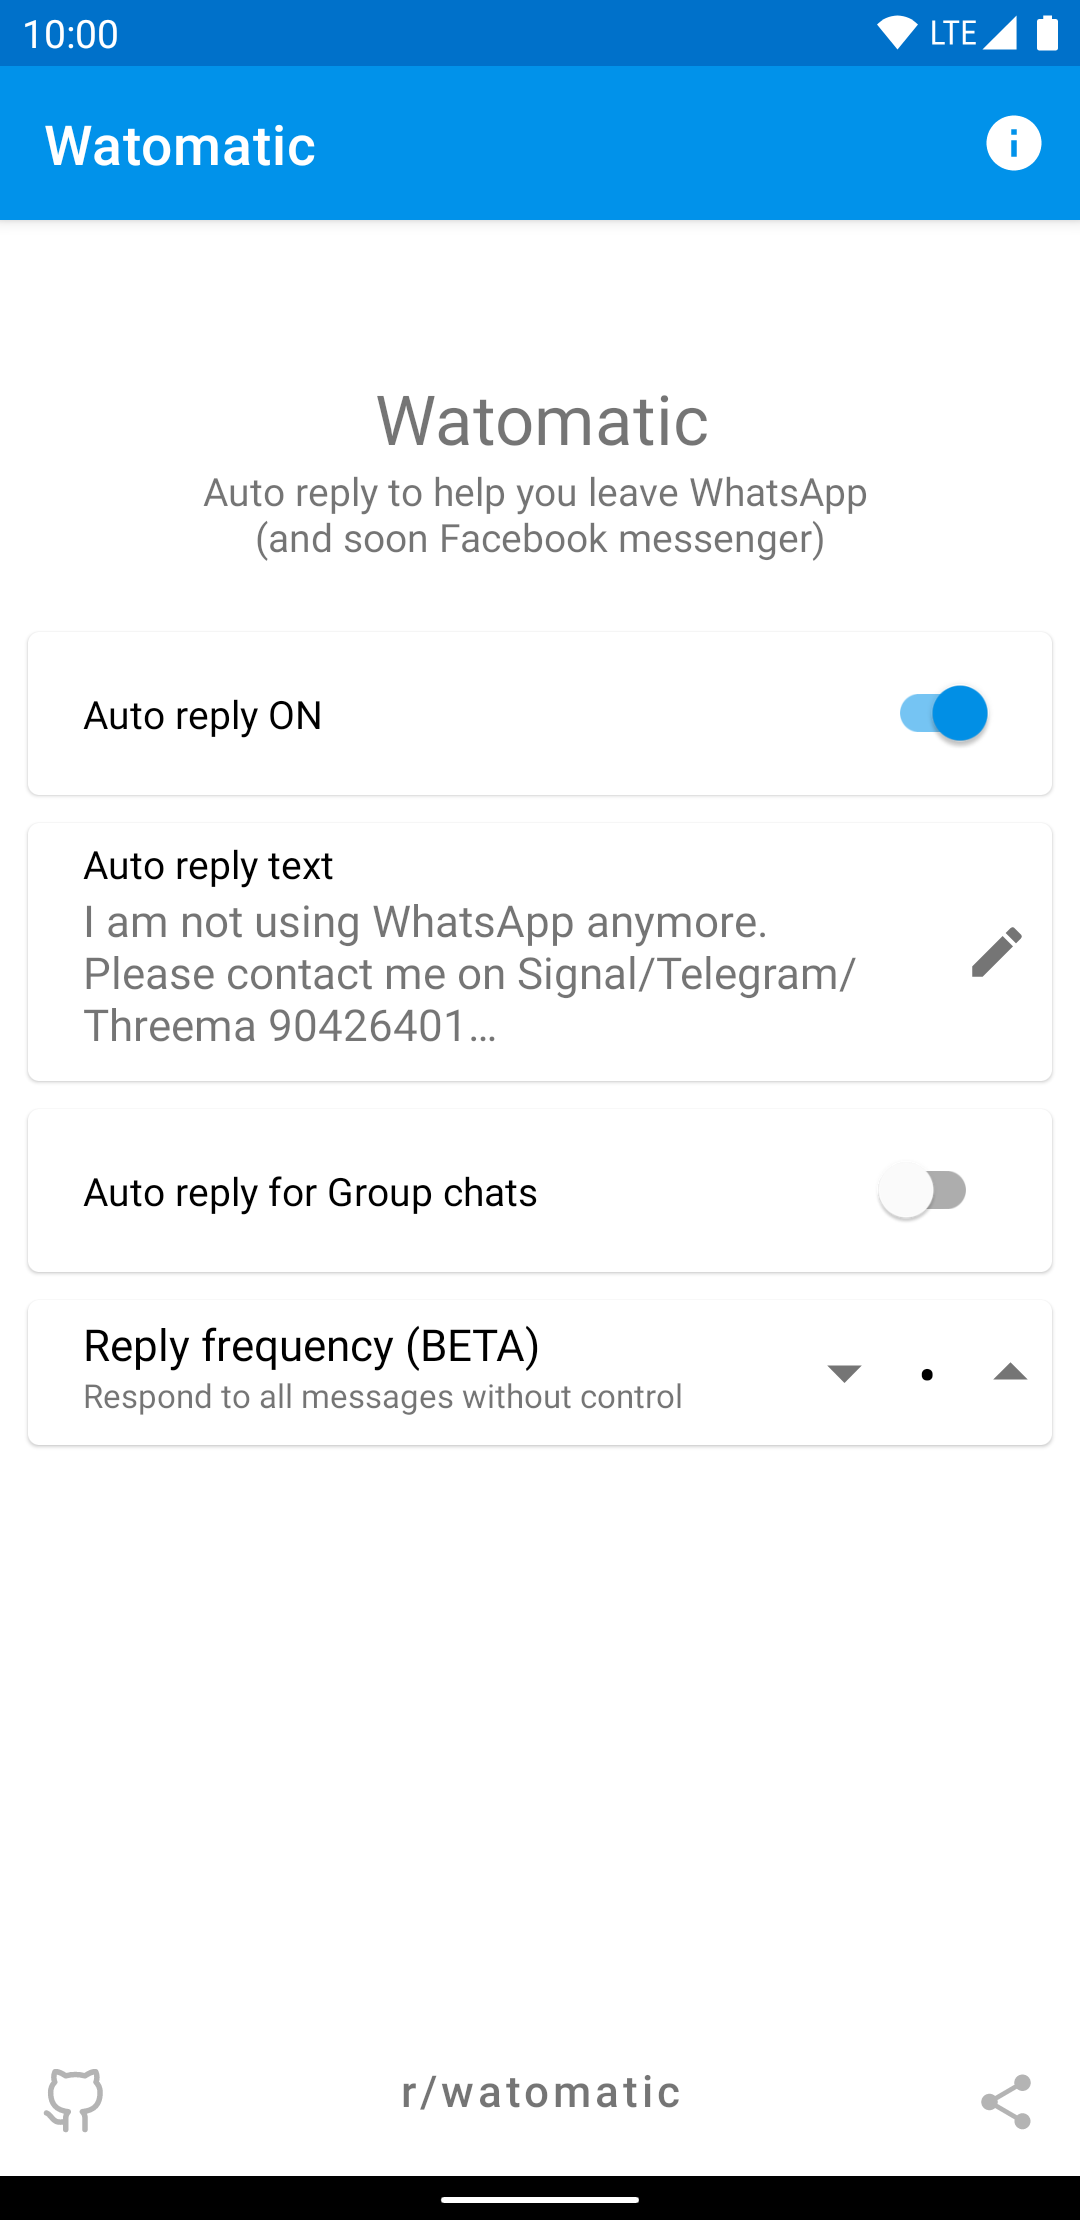 10:00
LTE
Watomatic
Watomatic
Auto reply to help you leave WhatsApp
(and soon Facebook messenger)
Auto reply ON
Auto reply text
I am not using WhatsApp anymore.
Please contact me on Signal/Telegram/
Threema 90426401…
Auto reply for Group chats
Reply frequency (BETA)
Respond to all messages without control
r/watomatic